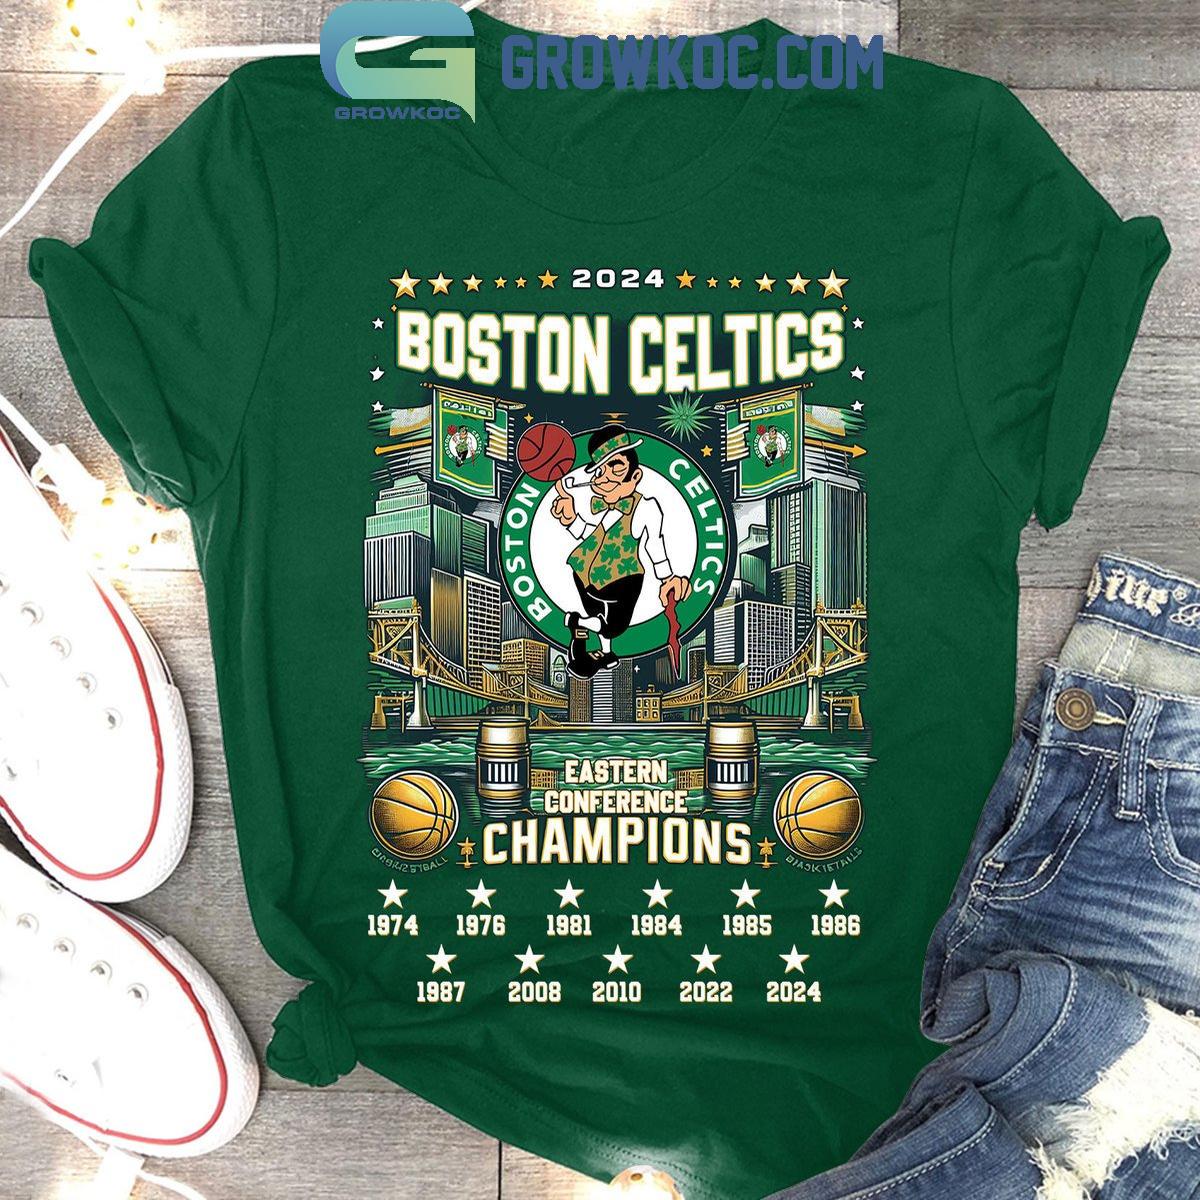 GROWKOC
GROWKOC.COM
2024
BOSTON CELTICS
BOSTON CELTICS
EASTERN
CONFERENCE
CHAMPIONS
1974 1976 1981 1984 1985 1986
1987 2008 2010 2022 2024